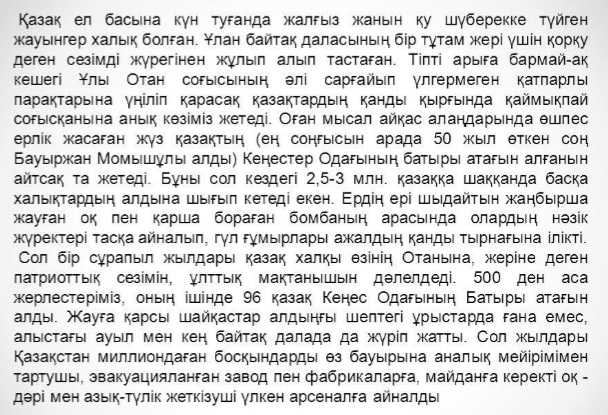 Қазақ ел басына күн туғанда жалғыз жанын қу шүберекке түйген
жауынгер халық болған. Ұлан байтақ даласының бір тұтам жері үшін қорқу
деген сезімді жүрегінен жұлып алып тастаған. Тіпті арыға бармай-ақ
кешегі Ұлы Отан соғысының әлі сарғайып үлгермеген қатпарлы
парақтарына үңіліп қарасақ қазақтардың қанды қырғында қаймықпай
соғысқанына анық көзіміз жетеді. Оған мысал айқас алаңдарында өшпес
ерлік жасаған жүз қазақтың (ең соңғысын арада 50 жыл өткен соң
Бауыржан Момышұлы алды) Кеңестер Одағының батыры атағын алғанын
айтсақ та жетеді. Бұны сол кездегі 2,5-3 млн. қазаққа шаққанда басқа
халықтардың алдына шығып кетеді екен. Ердің ері шыдайтын жаңбырша
жауған оқ пен қарша бораған бомбаның арасында олардың нәзік
жүректері тасқа айналып, гүл ғұмырлары ажалдың қанды тырнағына ілікті.
Сол бір сұрапыл жылдары қазақ халқы өзінің Отанына, жеріне деген
патриоттық сезімін, ұлттық мақтанышын дәлелдеді. 500 ден аса
жерлестеріміз, оның ішінде 96 қазақ Кеңес Одағының Батыры атағын
алды. Жауға қарсы шайқастар алдыңғы шептегі ұрыстарда ғана емес,
алыстағы ауыл мен кең байтақ далада да жүріп жатты. Сол жылдары
Қазақстан миллиондаған босқындарды өз бауырына аналық мейірімімен
тартушы, эвакуацияланған завод пен фабрикаларға, майданға керекті оқ -
дәрі мен азық-түлік жеткізуші үлкен арсеналға айналды